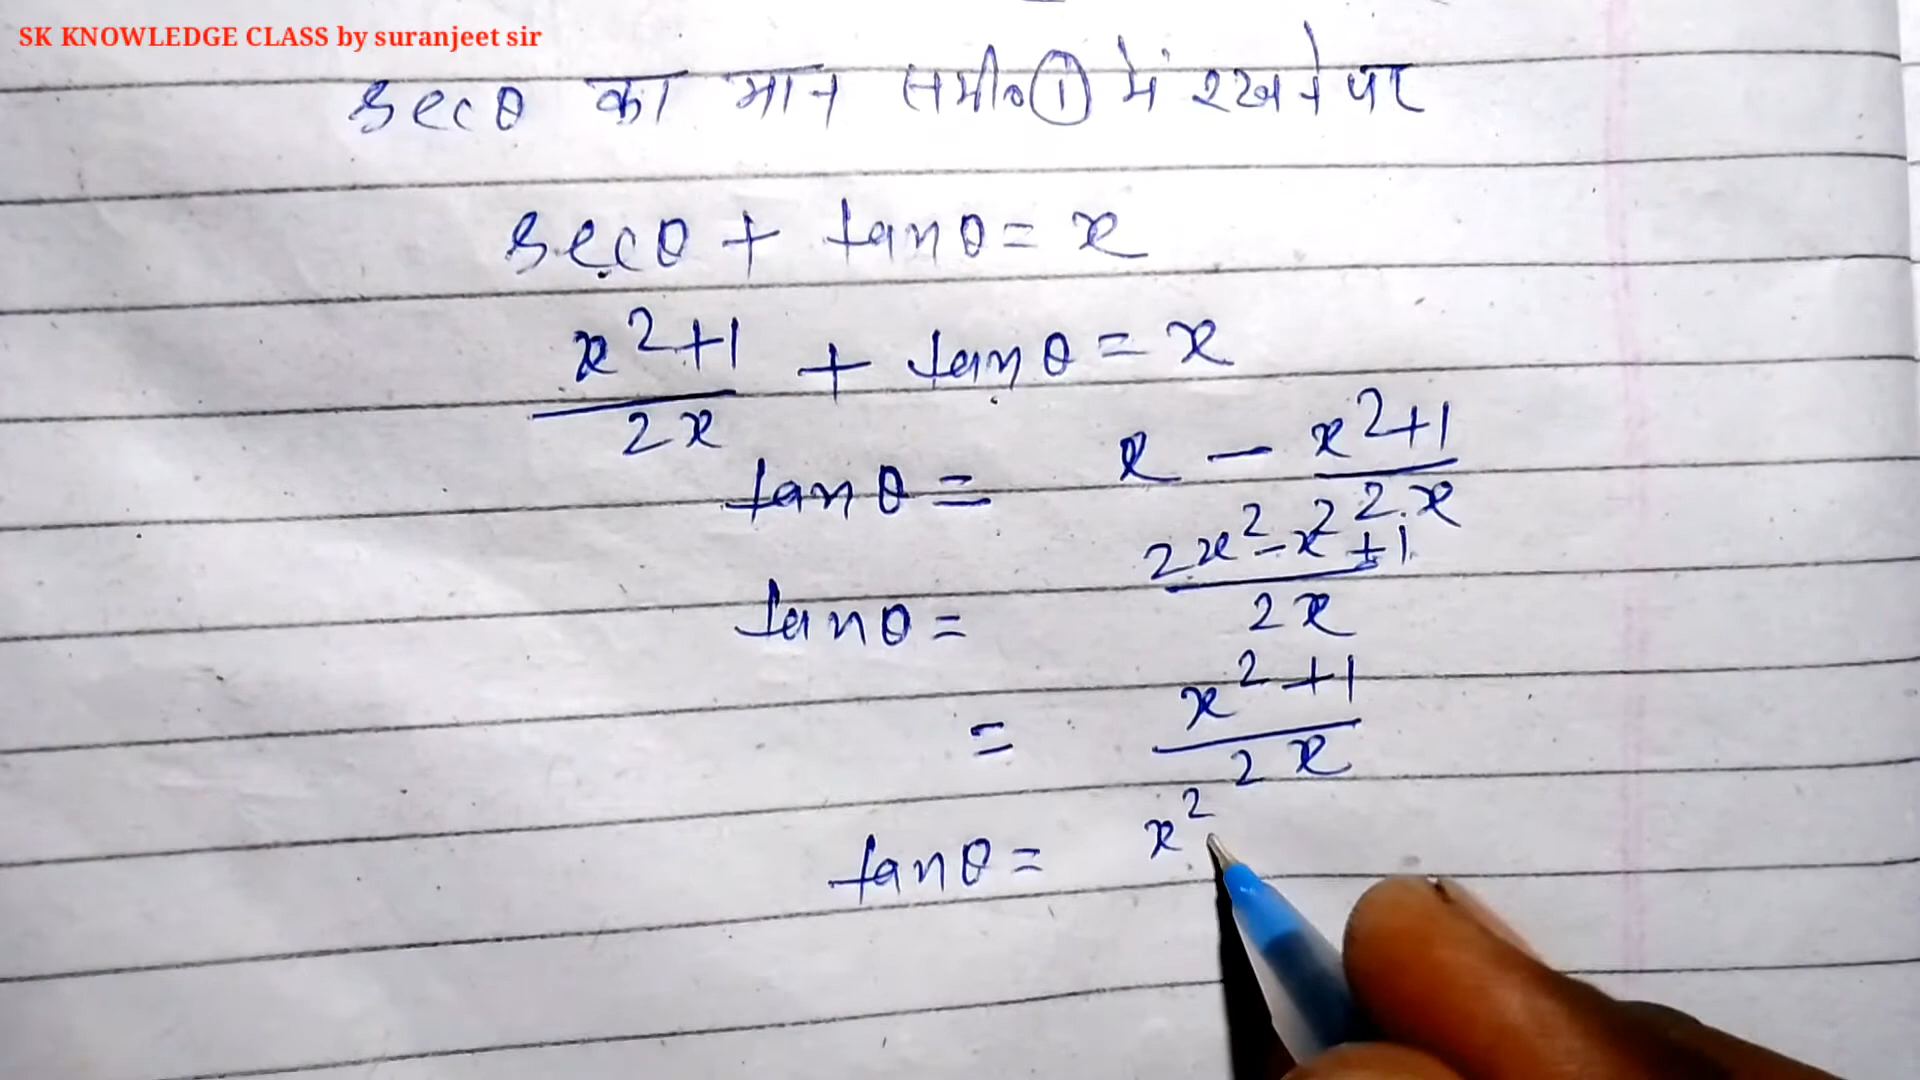 SK KNOWLEDGE CLASS by suranjeet sir
secθ का मान समी० ① में रखने पर
secθ + tanθ = x
x²+1/2x + tanθ = x
tanθ = x - x²+1/2x
tanθ = 2x²-x²+1/2x
= x²+1/2x
tanθ = x²